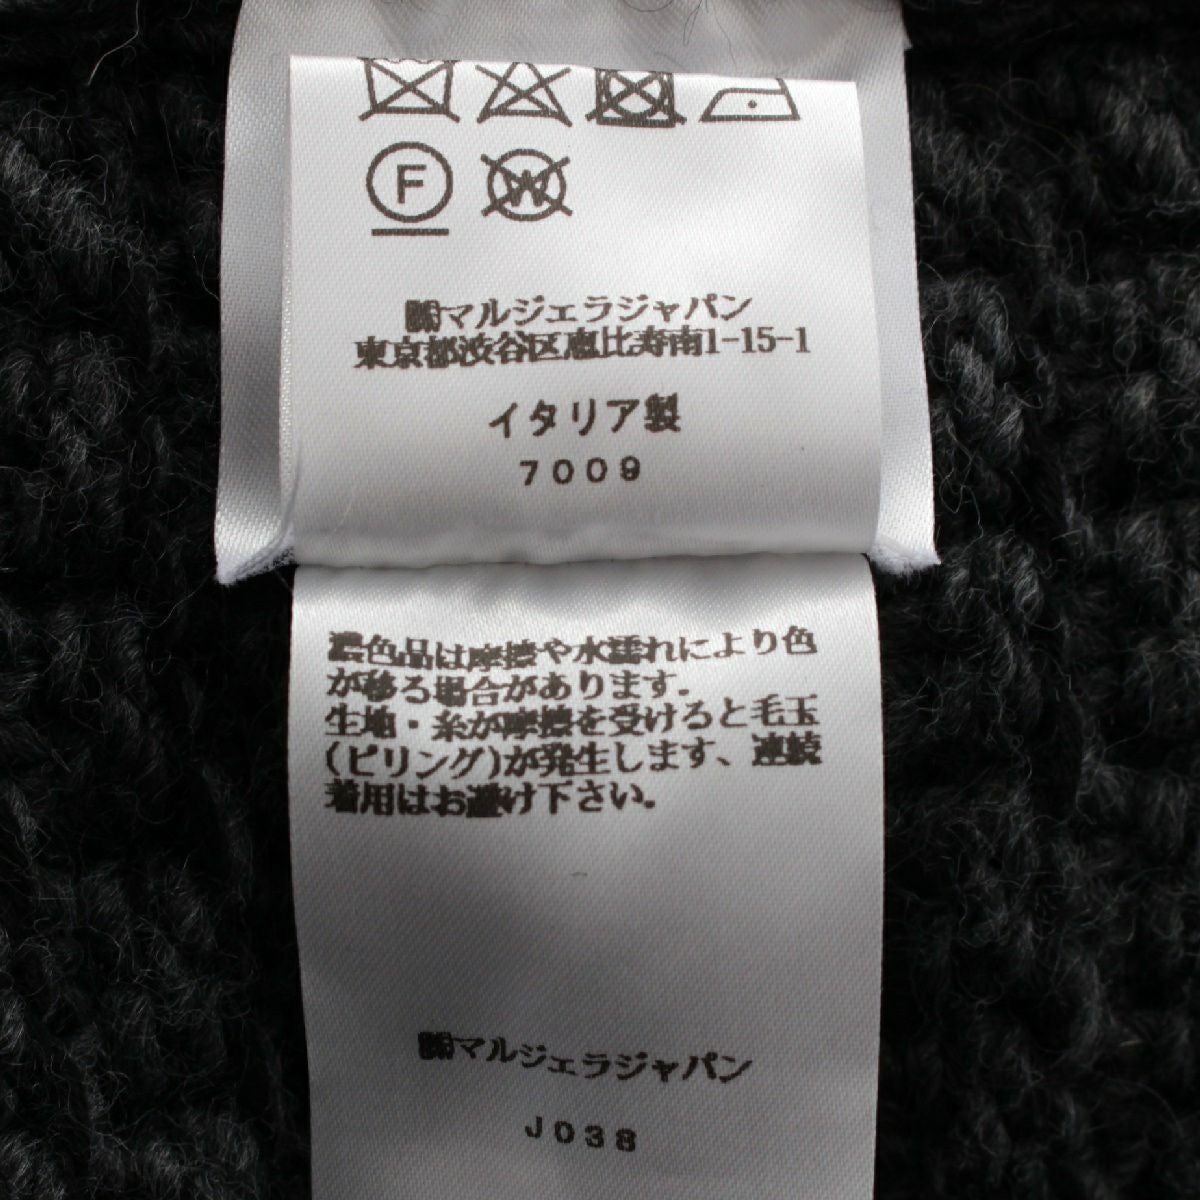 F
W
㈱マルジェラジャパン
東京都渋谷区恵比寿南1-15-1
イタリア製
7009
濃色品は摩擦や水濡れにより色
が移る場合があります。
生地・糸が摩擦を受けると毛玉
(ピリング)が発生します、連続
着用はお避け下さい。
㈱マルジェラジャパン
J038